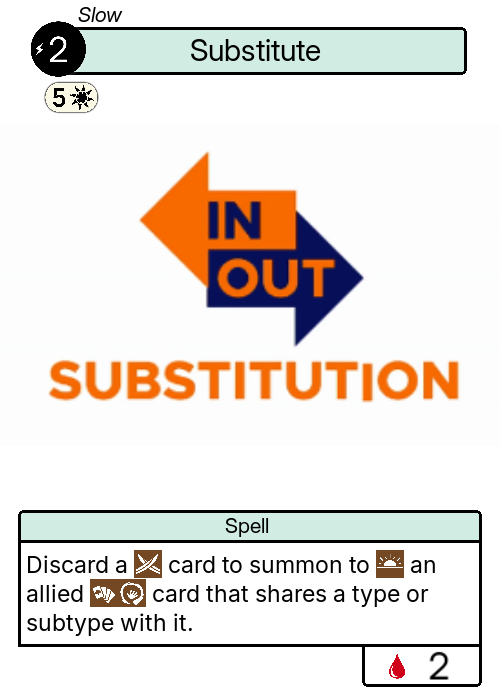 Slow
2
Substitute
5
IN
OUT
SUBSTITUTION
Spell
Discard a card to summon to an
allied card that shares a type or
subtype with it.
2